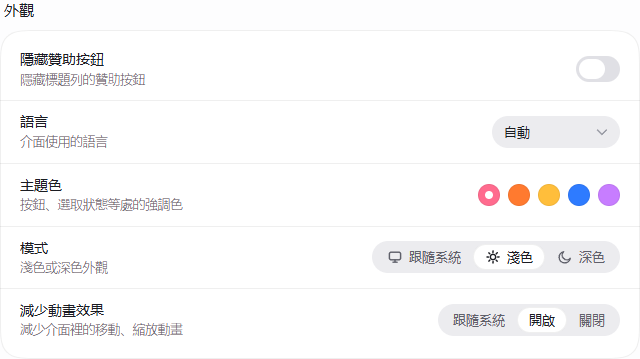 外觀
隱藏贊助按鈕
隱藏標題列的贊助按鈕
語言
介面使用的語言
自動
主題色
按鈕、選取狀態等處的強調色
模式
淺色或深色外觀
跟隨系統 淺色 深色
減少動畫效果
減少介面裡的移動、縮放動畫
跟隨系統 開啟 關閉